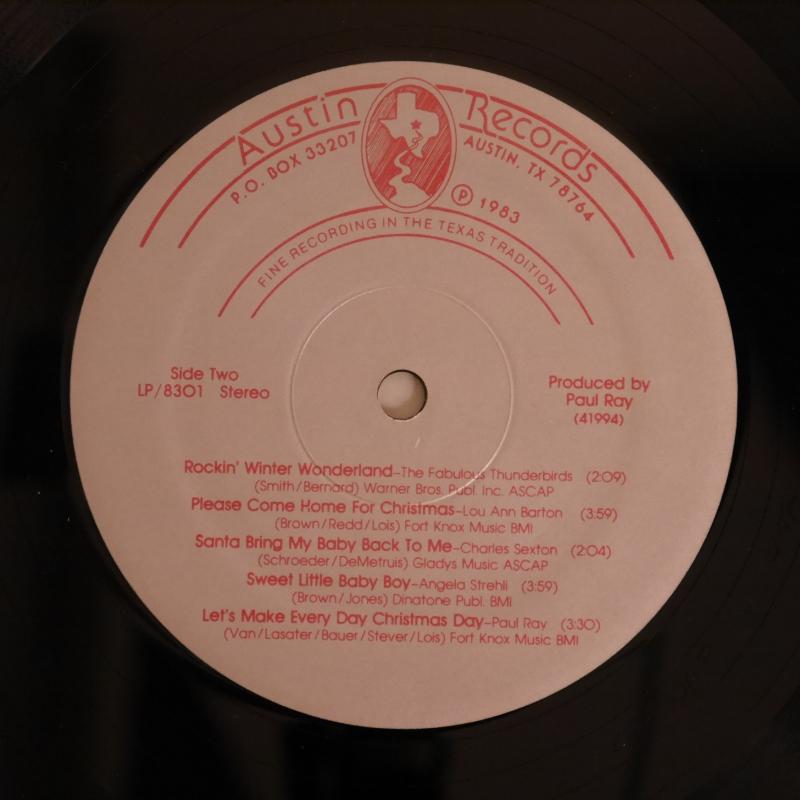 Austin Records
P.O. BOX 33207 AUSTIN, TX 78764
℗ 1983
FINE RECORDING IN THE TEXAS TRADITION
Side Two
LP/8301 Stereo
Produced by
Paul Ray
(41994)
Rockin' Winter Wonderland–The Fabulous Thunderbirds (2:09)
(Smith/Bernard) Warner Bros. Publ. Inc. ASCAP
Please Come Home For Christmas–Lou Ann Barton (3:59)
(Brown/Redd/Lois) Fort Knox Music BMI
Santa Bring My Baby Back To Me–Charles Sexton (2:04)
(Schroeder/DeMetruis) Gladys Music ASCAP
Sweet Little Baby Boy–Angela Strehli (3:59)
(Brown/Jones) Dinatone Publ. BMI
Let's Make Every Day Christmas Day–Paul Ray (3:30)
(Van/Lasater/Bauer/Stever/Lois) Fort Knox Music BMI